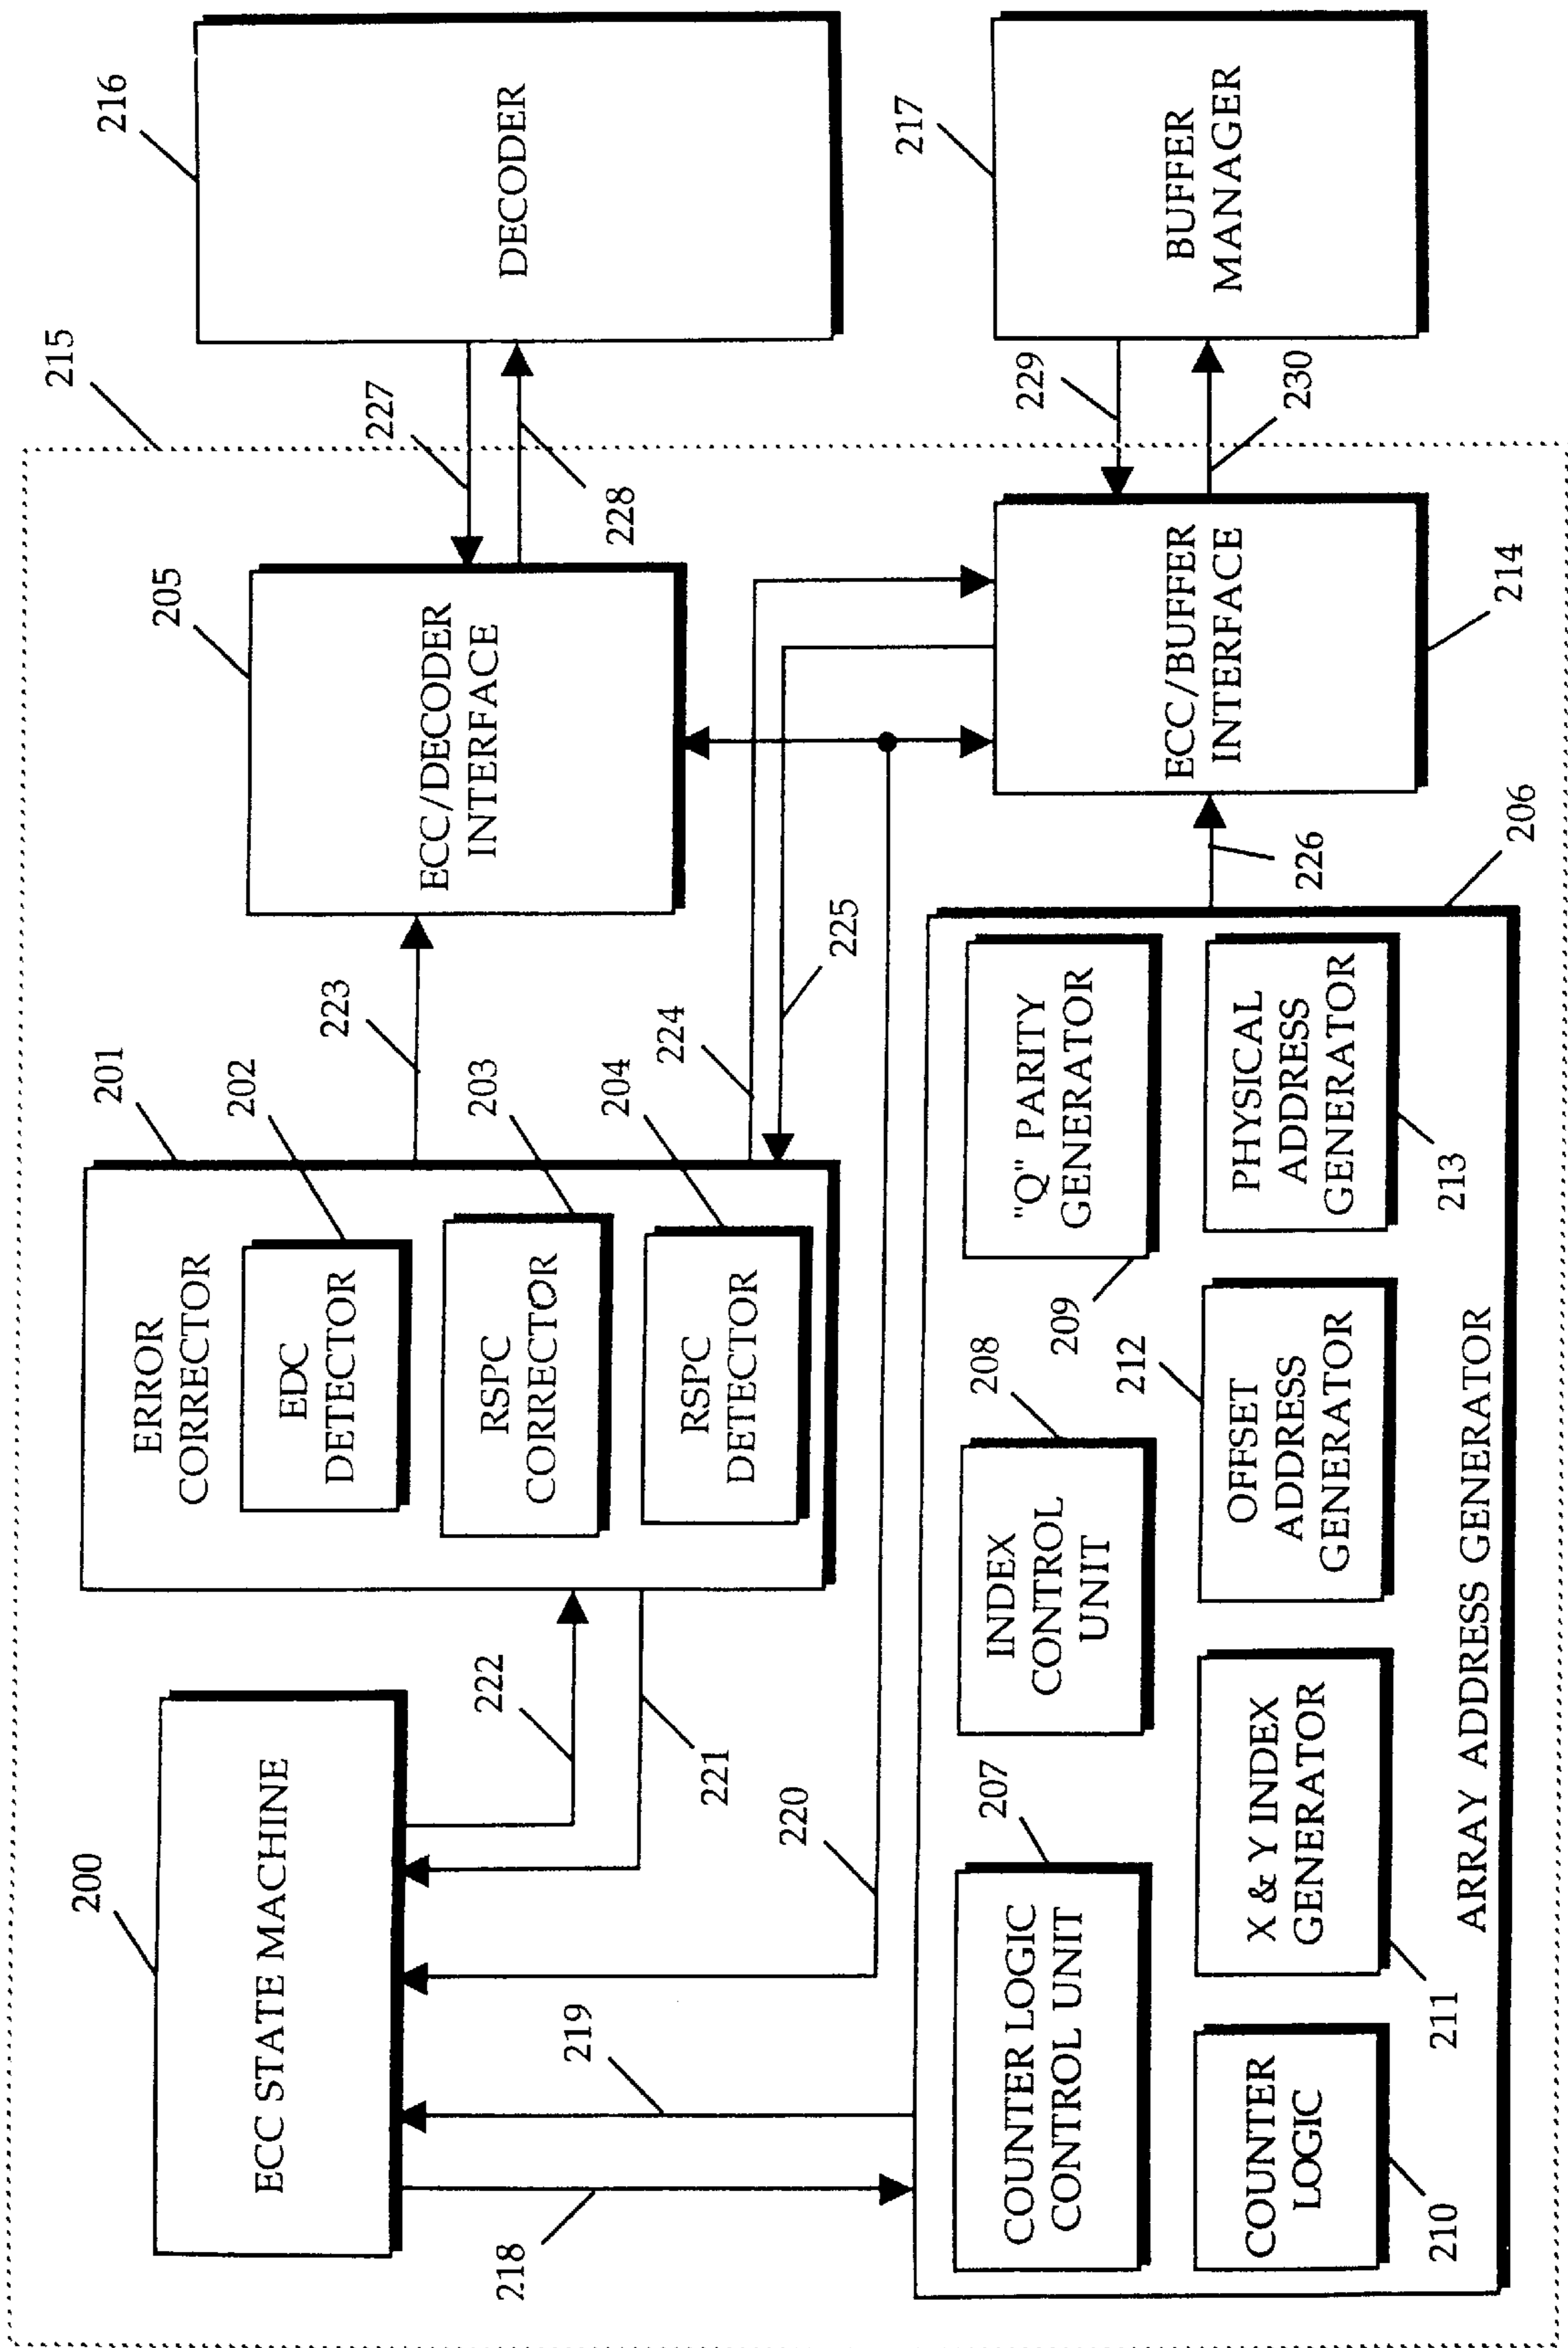 200
ECC STATE MACHINE
218
219
220
221
222
201
ERROR
CORRECTOR
202
EDC
DETECTOR
203
RSPC
CORRECTOR
204
RSPC
DETECTOR
223
224
225
205
ECC/DECODER
INTERFACE
215
227
228
216
DECODER
207
COUNTER LOGIC
CONTROL UNIT
208
INDEX
CONTROL
UNIT
209
"Q" PARITY
GENERATOR
210
COUNTER
LOGIC
211
X & Y INDEX
GENERATOR
212
OFFSET
ADDRESS
GENERATOR
213
PHYSICAL
ADDRESS
GENERATOR
ARRAY ADDRESS GENERATOR
206
226
ECC/BUFFER
INTERFACE
214
229
230
217
BUFFER
MANAGER